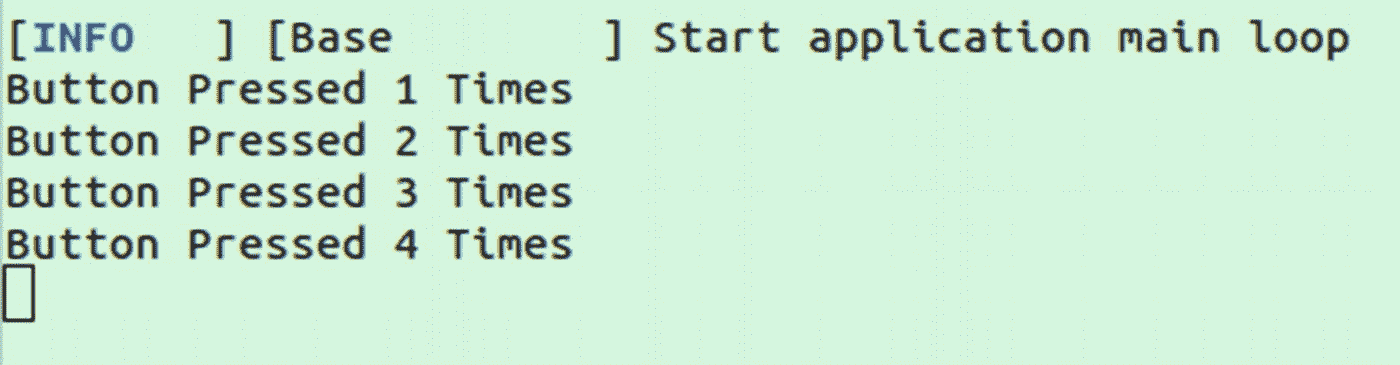 [INFO   ] [Base        ] Start application main loop
Button Pressed 1 Times
Button Pressed 2 Times
Button Pressed 3 Times
Button Pressed 4 Times